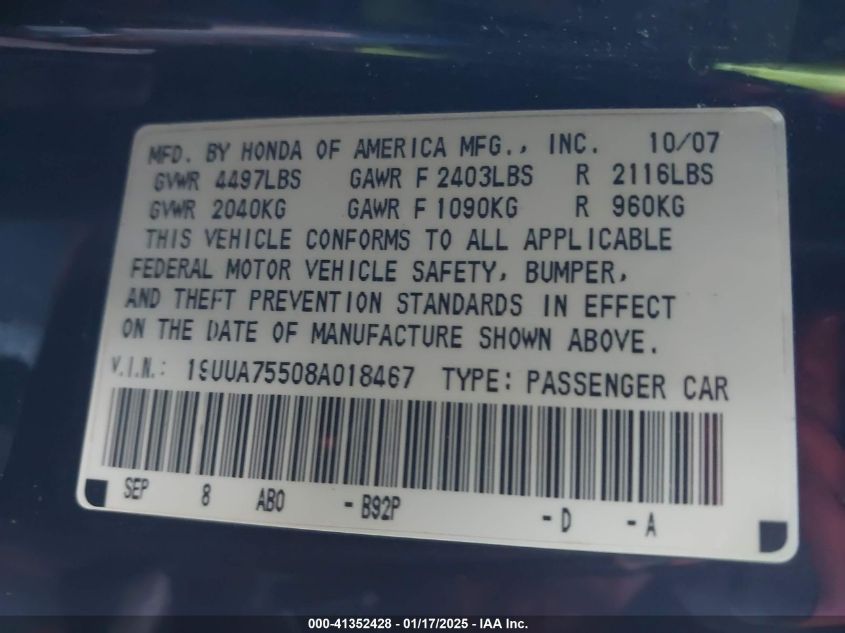 MFD. BY HONDA OF AMERICA MFG., INC. 10/07
GVWR 4497LBS GAWR F 2403LBS R 2116LBS
GVWR 2040KG GAWR F 1090KG R 960KG
THIS VEHICLE CONFORMS TO ALL APPLICABLE
FEDERAL MOTOR VEHICLE SAFETY, BUMPER,
AND THEFT PREVENTION STANDARDS IN EFFECT
ON THE DATE OF MANUFACTURE SHOWN ABOVE.
V.I.N.: 19UUA75508A018467 TYPE: PASSENGER CAR
SEP 8 AB0 - B92P - D - A
000-41352428 - 01/17/2025 - IAA Inc.